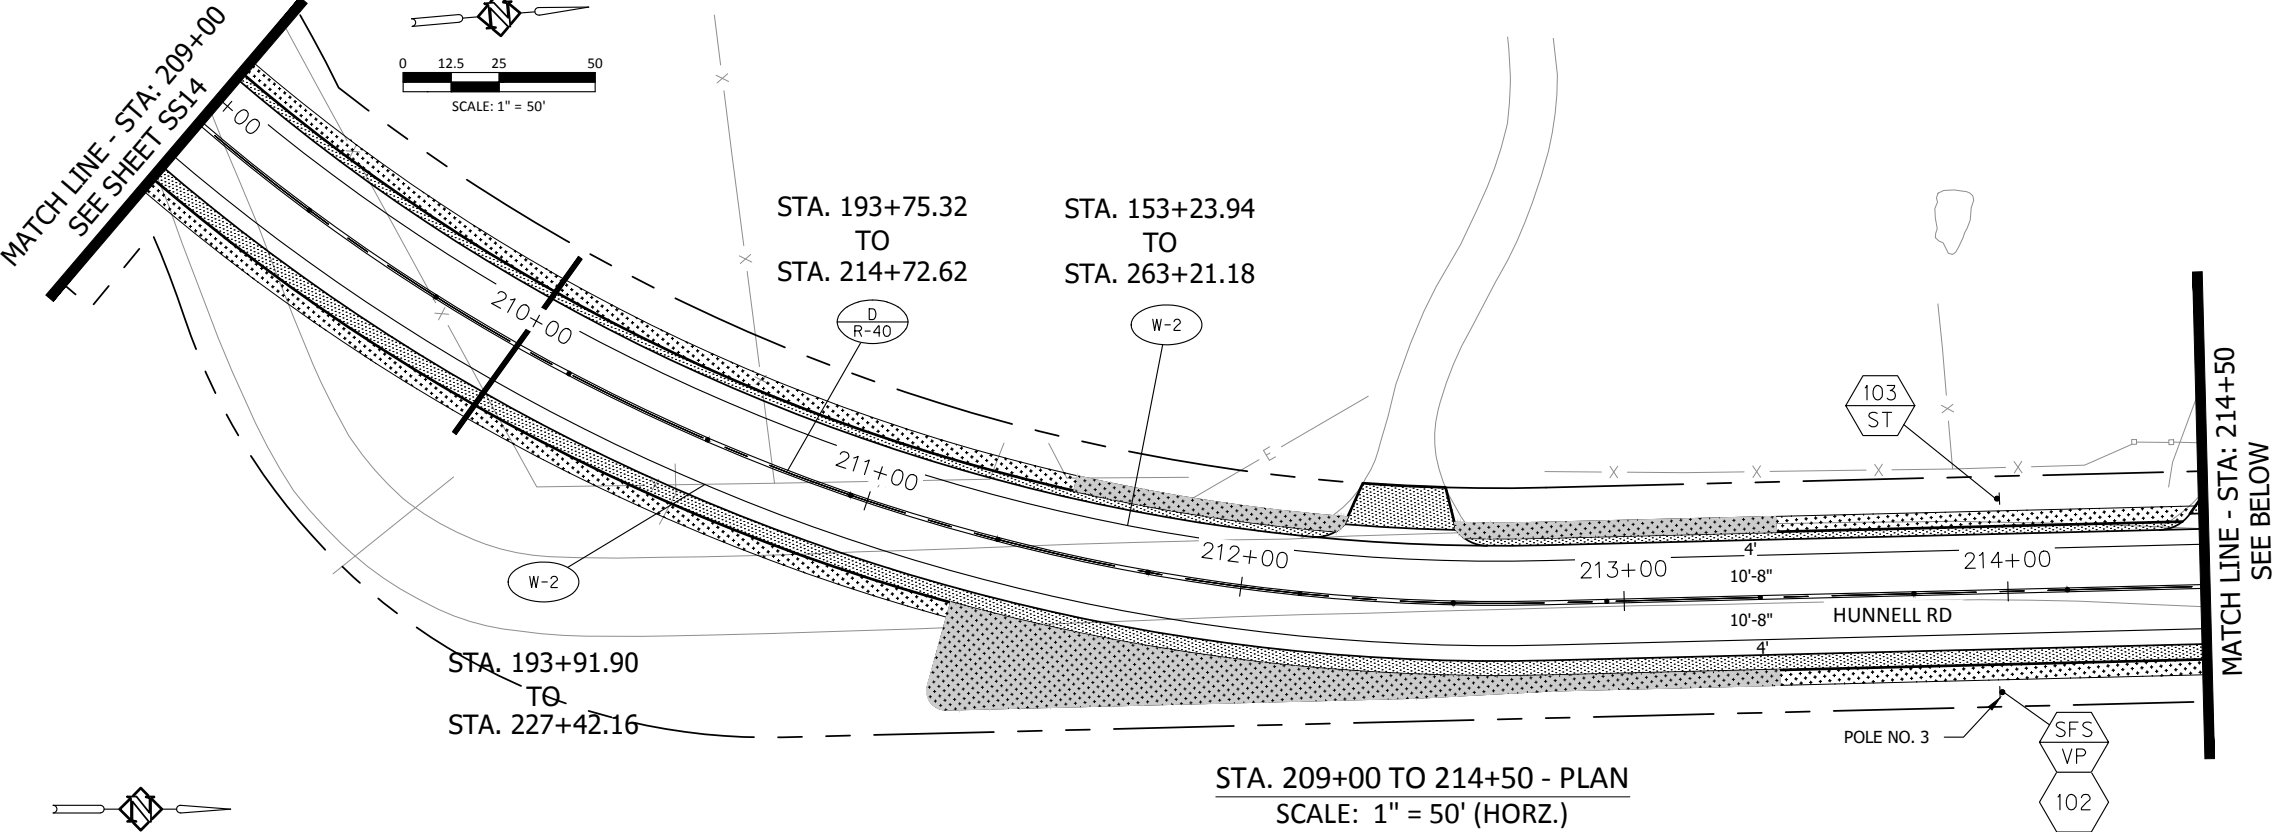 N
0 12.5 25 50
SCALE: 1" = 50'
MATCH LINE - STA: 209+00
SEE SHEET SS14
+00
STA. 193+75.32
TO
STA. 214+72.62
D
R-40
STA. 153+23.94
TO
STA. 263+21.18
W-2
210+00
211+00
212+00
213+00
214+00
X
X
X
E
X
X
X
X
X
103
ST
4'
10'-8"
10'-8"
4'
HUNNELL RD
W-2
STA. 193+91.90
TO
STA. 227+42.16
POLE NO. 3
SFS
VP
102
MATCH LINE - STA: 214+50
SEE BELOW
STA. 209+00 TO 214+50 - PLAN
SCALE: 1" = 50' (HORZ.)
N